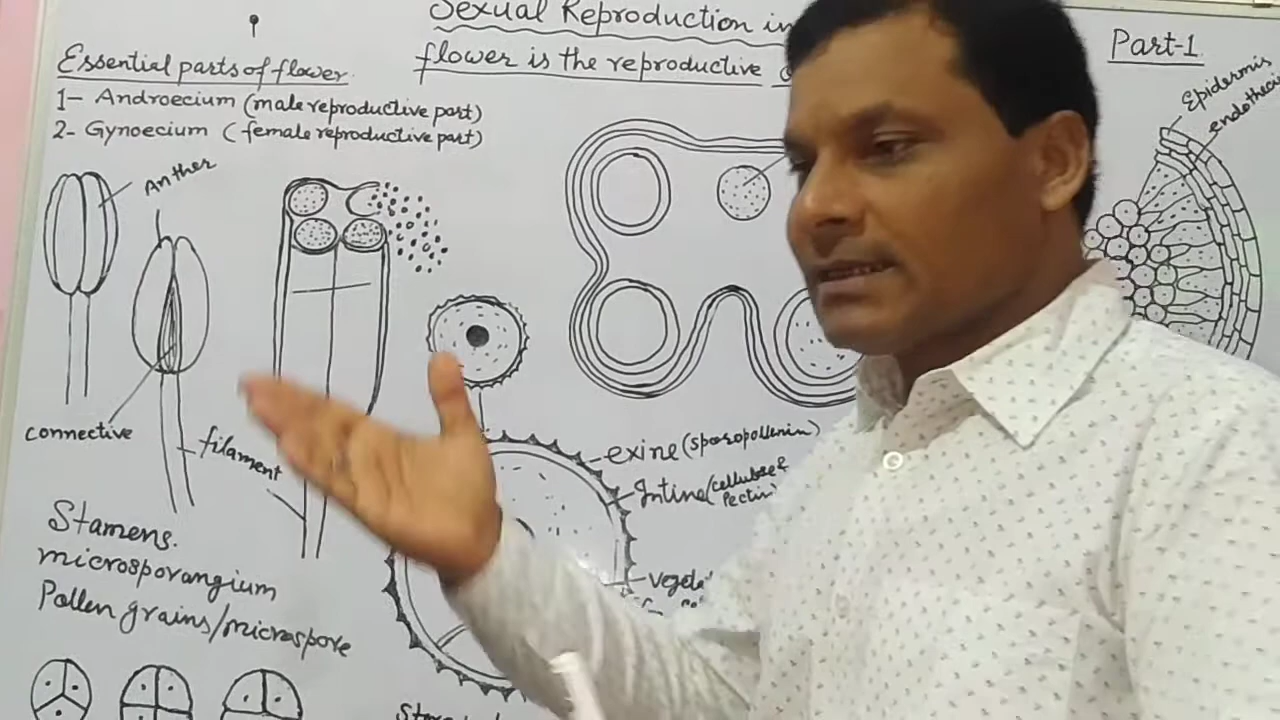 Sexual Reproduction in
flower is the reproductive
Part-1
Essential parts of flower.
1- Androecium (male reproductive part)
2- Gynoecium (female reproductive part)
Anther
Epidermis
connective
filament
exine (sporopollenin)
Intine (cellulose &
Pectin)
Stamens.
microsporangium
Pollen grains/microspore